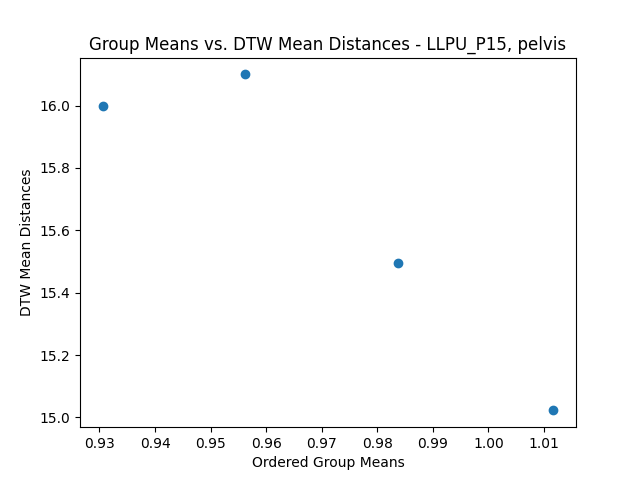 Group Means vs. DTW Mean Distances - LLPU_P15, pelvis
DTW Mean Distances
16.0
15.8
15.6
15.4
15.2
15.0
0.93 0.94 0.95 0.96 0.97 0.98 0.99 1.00 1.01
Ordered Group Means